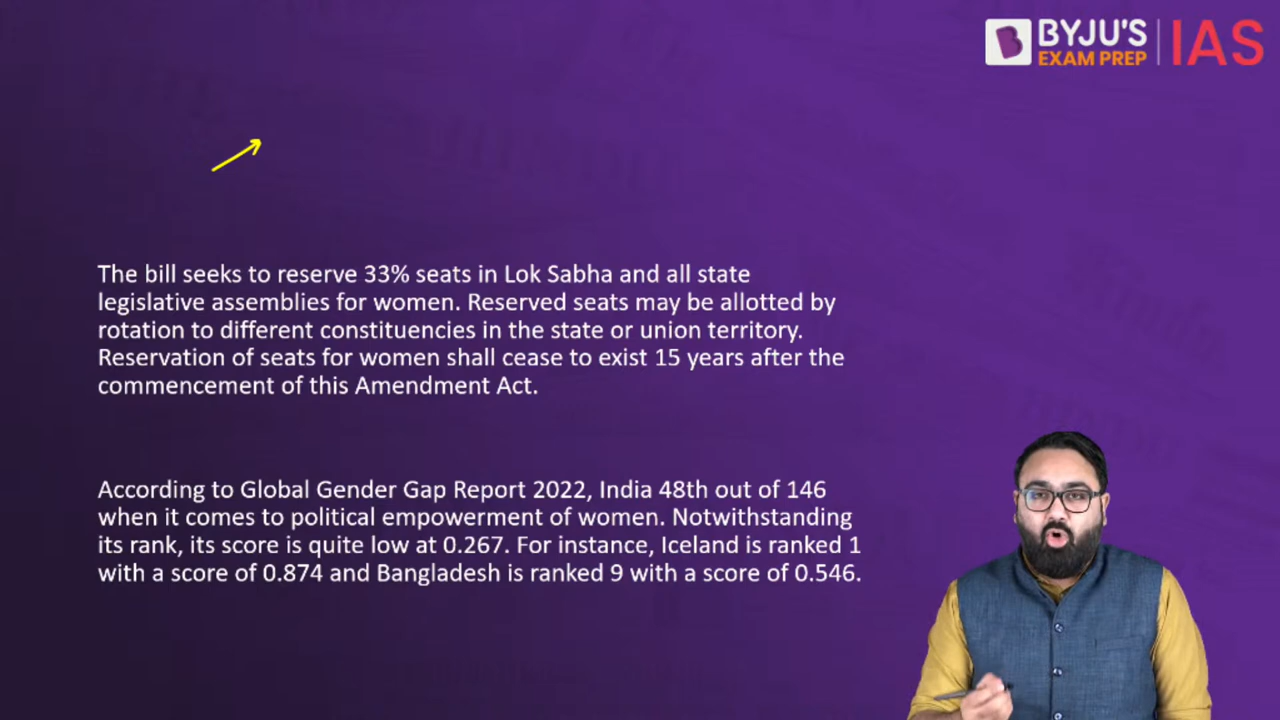 BYJU'S
EXAM PREP
IAS
The bill seeks to reserve 33% seats in Lok Sabha and all state
legislative assemblies for women. Reserved seats may be allotted by
rotation to different constituencies in the state or union territory.
Reservation of seats for women shall cease to exist 15 years after the
commencement of this Amendment Act.
According to Global Gender Gap Report 2022, India 48th out of 146
when it comes to political empowerment of women. Notwithstanding
its rank, its score is quite low at 0.267. For instance, Iceland is ranked 1
with a score of 0.874 and Bangladesh is ranked 9 with a score of 0.546.